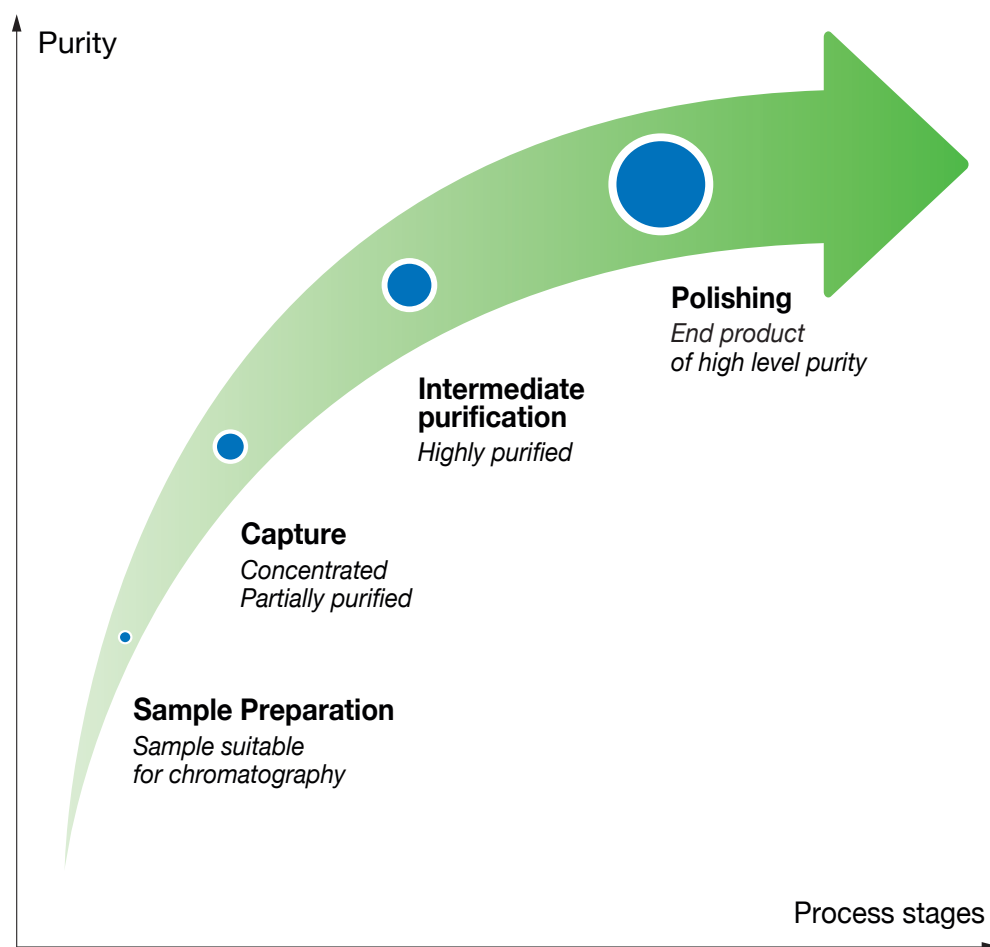 Purity
Polishing
End product
of high level purity
Intermediate
purification
Highly purified
Capture
Concentrated
Partially purified
Sample Preparation
Sample suitable
for chromatography
Process stages